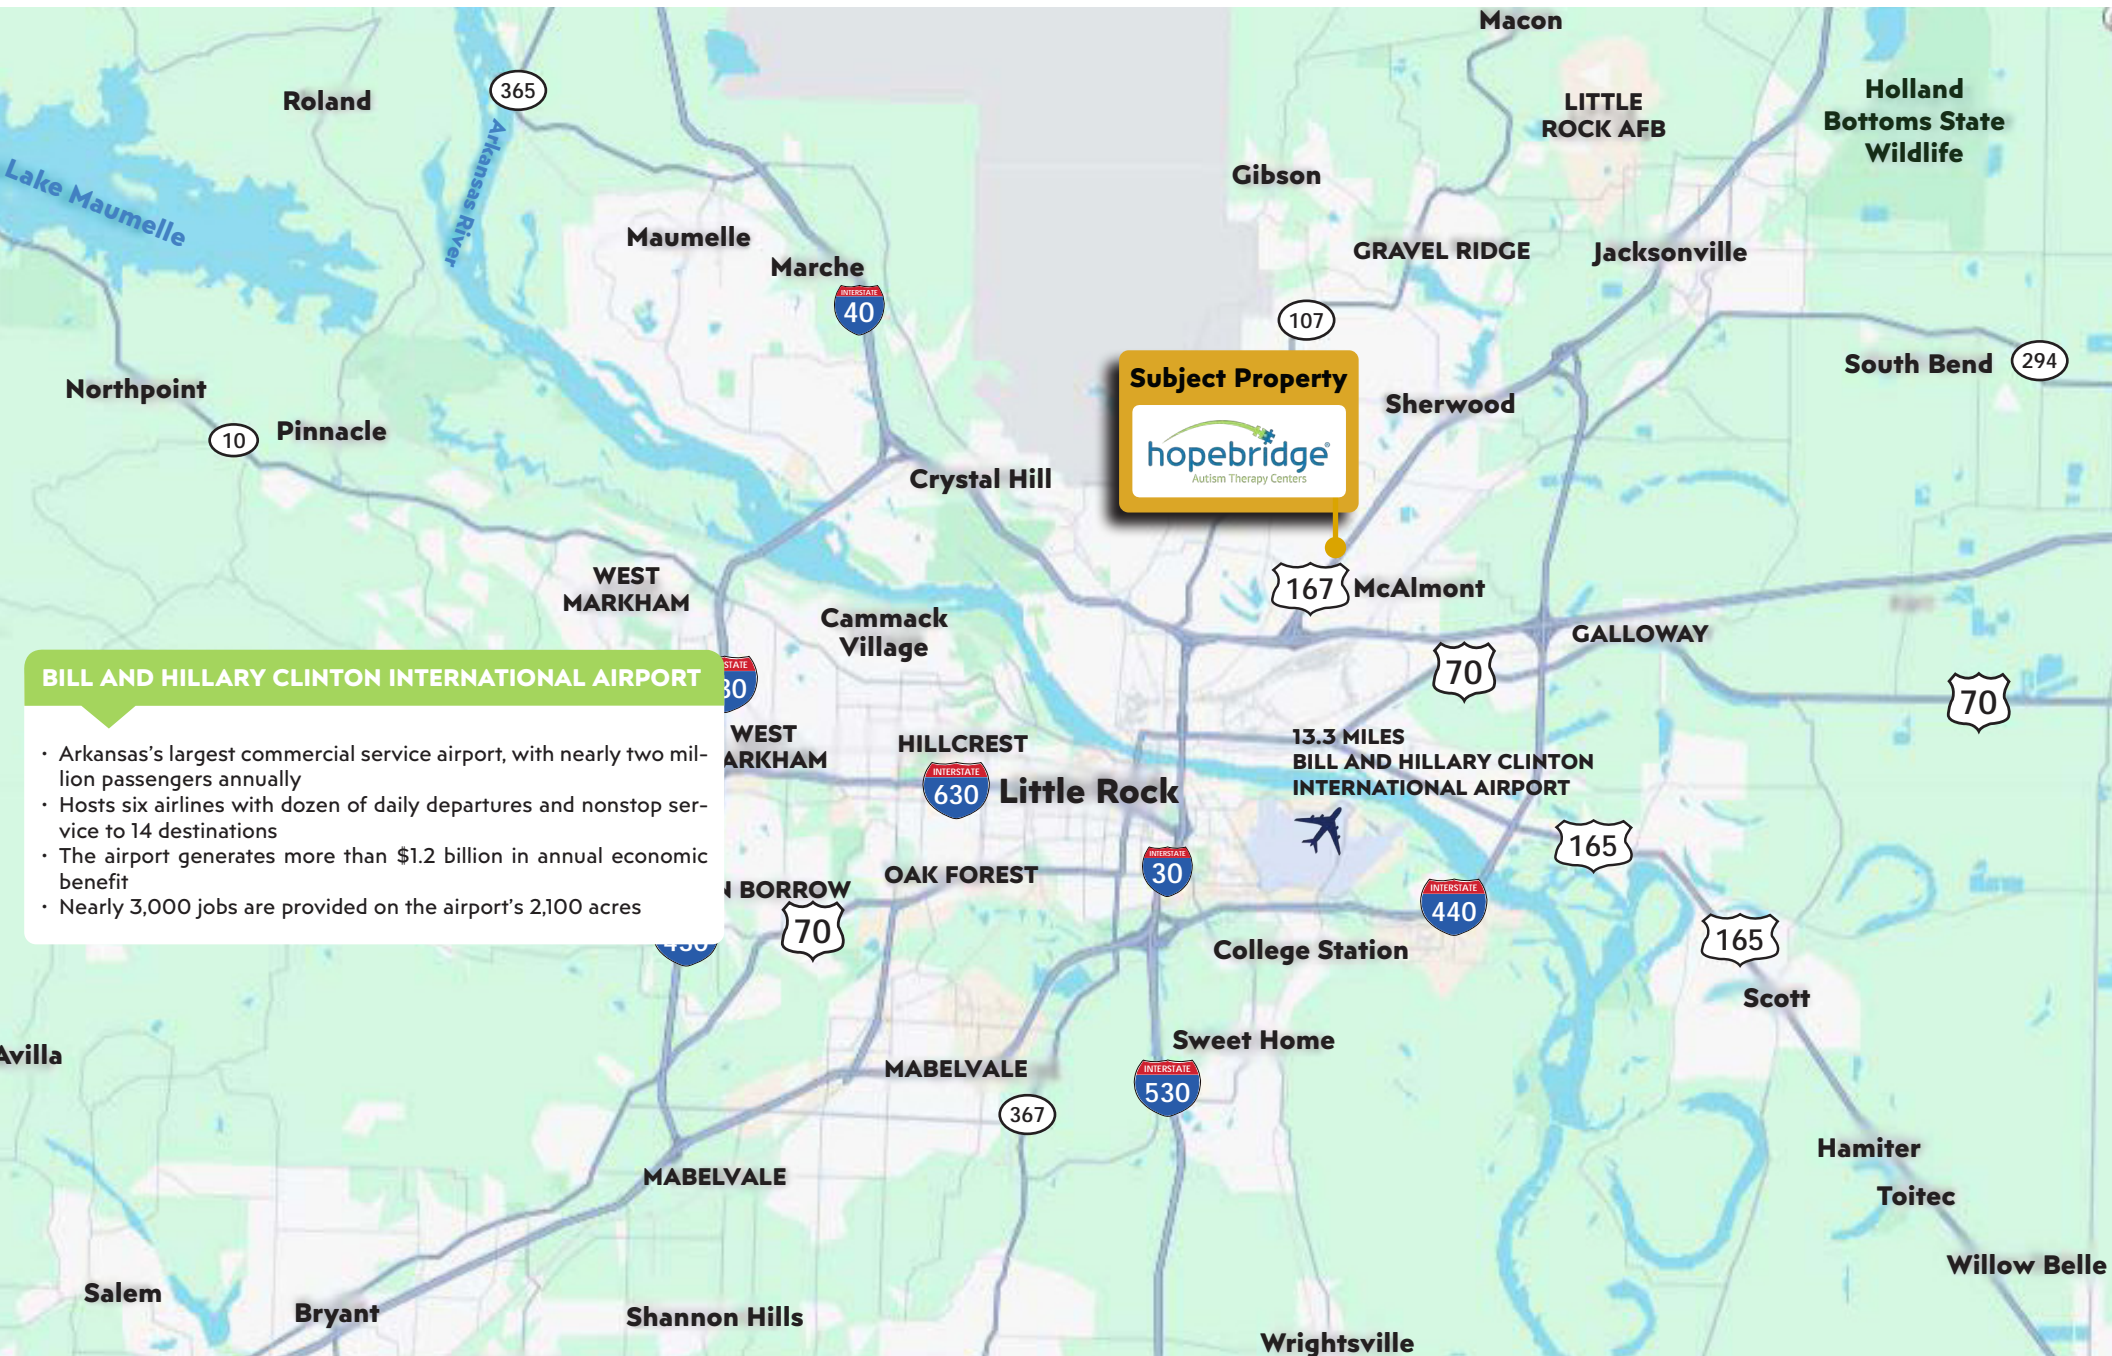 Macon
365
Roland
LITTLE
ROCK AFB
Holland
Bottoms State
Wildlife
Arkansas River
Lake Maumelle
Gibson
Maumelle
Marche
GRAVEL RIDGE
Jacksonville
INTERSTATE
40
107
Subject Property
hopebridge®
Autism Therapy Centers
South Bend
294
Northpoint
Sherwood
10
Pinnacle
Crystal Hill
WEST
MARKHAM
167
McAlmont
Cammack
Village
GALLOWAY
70
70
BILL AND HILLARY CLINTON INTERNATIONAL AIRPORT
• Arkansas's largest commercial service airport, with nearly two mil-
lion passengers annually
• Hosts six airlines with dozen of daily departures and nonstop ser-
vice to 14 destinations
• The airport generates more than $1.2 billion in annual economic
benefit
• Nearly 3,000 jobs are provided on the airport's 2,100 acres
STATE
30
WEST
ARKHAM
HILLCREST
INTERSTATE
630
Little Rock
13.3 MILES
BILL AND HILLARY CLINTON
INTERNATIONAL AIRPORT
165
INTERSTATE
30
OAK FOREST
N BORROW
70
INTERSTATE
440
430
College Station
165
Scott
Sweet Home
Avilla
MABELVALE
INTERSTATE
530
367
Hamiter
MABELVALE
Toitec
Willow Belle
Salem
Bryant
Shannon Hills
Wrightsville